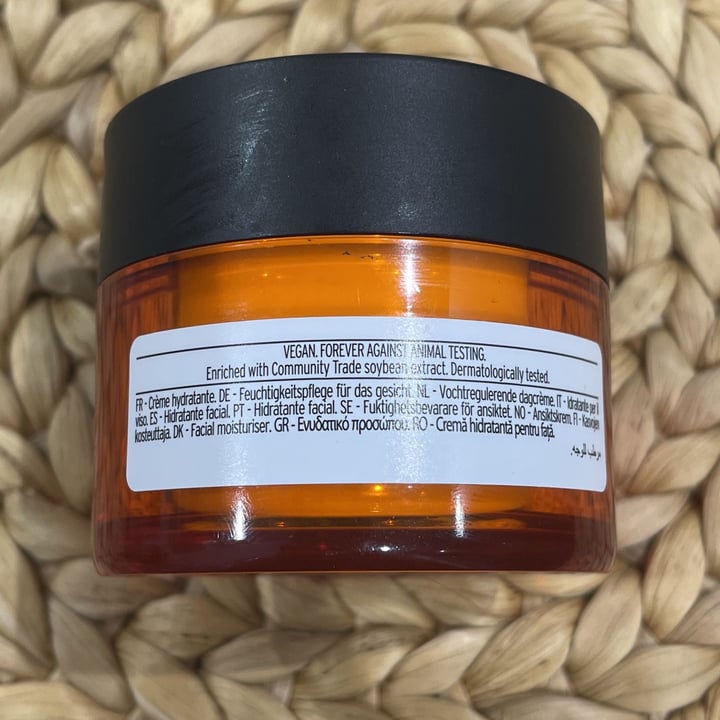 VEGAN. FOREVER AGAINST ANIMAL TESTING.
Enriched with Community Trade soybean extract. Dermatologically tested.
FR - Crème hydratante. DE - Feuchtigkeitspflege für das gesicht. NL - Vochtregulerende dagcrème. IT - Idratante per il
viso. ES - Hidratante facial. PT - Hidratante facial. SE - Fuktighetsbevarare för ansiktet. NO - Ansiktskrem. FI - Kasvojen
kosteuttaja. DK - Facial moisturiser. GR - Ενυδατικό προσώπου. RO - Cremă hidratantă pentru față.
مرطب للوجه.